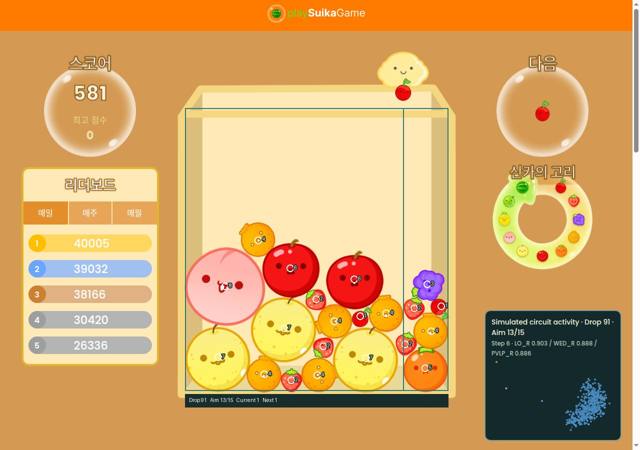 playSuikaGame
스코어
581
최고 점수
0
다음
신카의 고리
리더보드
매일
매주
매월
1 40005
2 39032
3 38166
4 30420
5 26336
Simulated circuit activity · Drop 91 ·
Aim 13/15
Step 6 · LO_R 0.903 / WED_R 0.888 /
PVLP_R 0.886
Drop 91 Aim 13/15 Current 1 Next 1